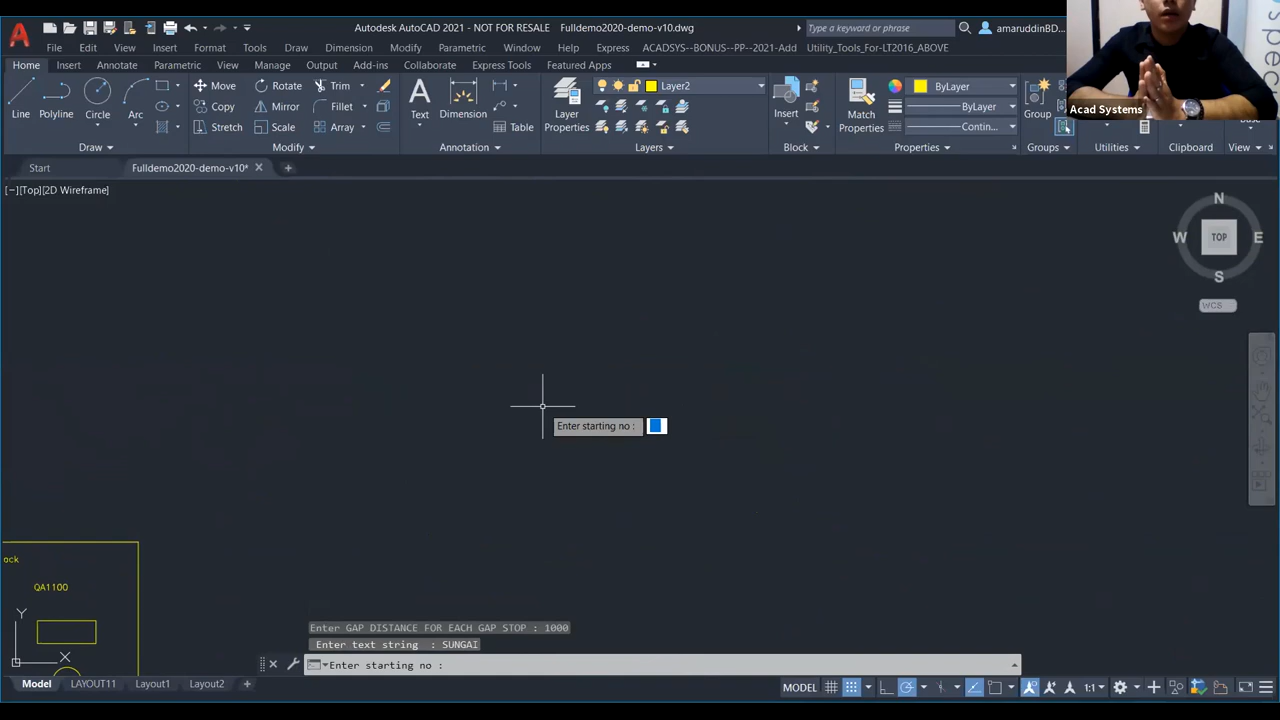 Autodesk AutoCAD 2021 - NOT FOR RESALE Fulldemo2020-demo-v10.dwg
Type a keyword or phrase
amaruddinBD...
File Edit View Insert Format Tools Draw Dimension Modify Parametric Window Help Express ACADSYS--BONUS--PP--2021-Add Utility_Tools_For-LT2016_ABOVE
Home Insert Annotate Parametric View Manage Output Add-ins Collaborate Express Tools Featured Apps
Line Polyline Circle Arc
Move Rotate Trim
Copy Mirror Fillet
Stretch Scale Array
Text Dimension
Table
Layer Properties
Layer2
Insert
Match Properties
ByLayer
ByLayer
Contin...
Group
Acad Systems
Draw Modify Annotation Layers Block Properties Groups Utilities Clipboard View
Start Fulldemo2020-demo-v10*
[−][Top][2D Wireframe]
N
W TOP E
S
WCS
Enter starting no :
ack
QA1100
Y
X
Enter GAP DISTANCE FOR EACH GAP STOP : 1000
Enter text string : SUNGAI
Enter starting no :
Model LAYOUT11 Layout1 Layout2
MODEL 1:1